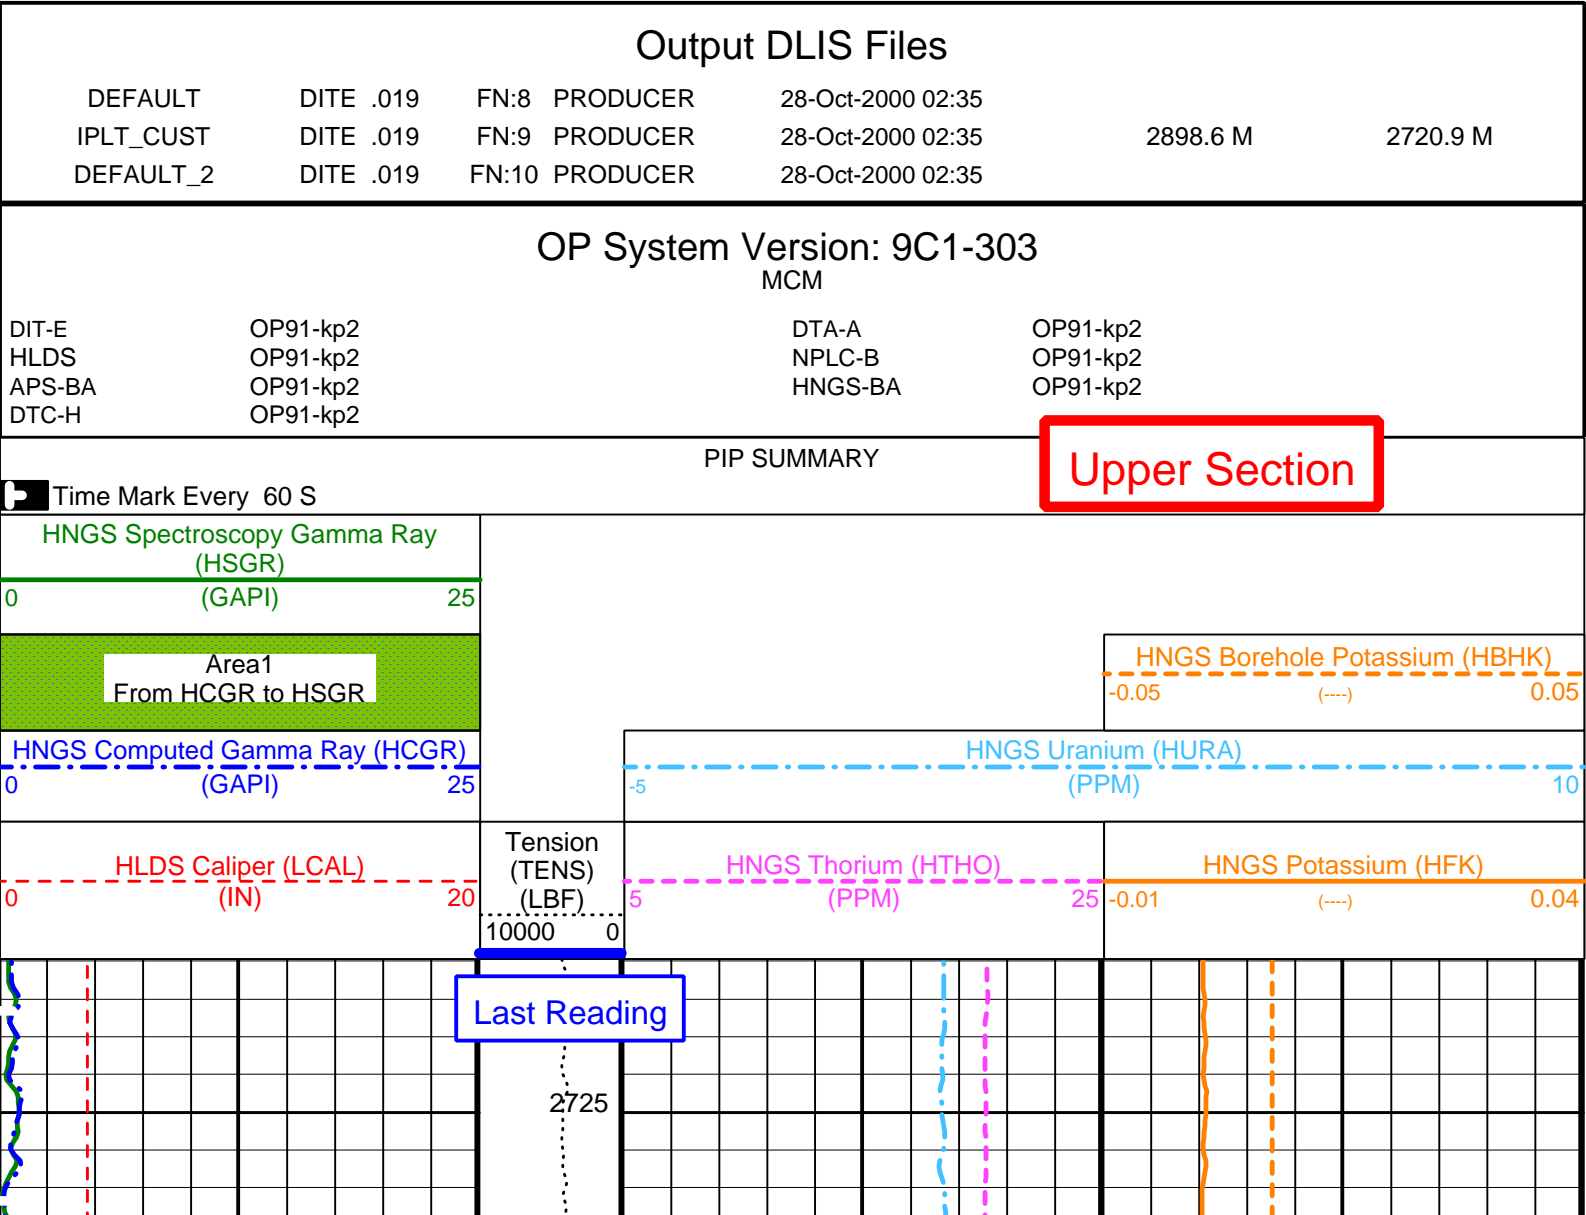 Output DLIS Files
DEFAULT DITE .019 FN:8 PRODUCER 28-Oct-2000 02:35
IPLT_CUST DITE .019 FN:9 PRODUCER 28-Oct-2000 02:35 2898.6 M 2720.9 M
DEFAULT_2 DITE .019 FN:10 PRODUCER 28-Oct-2000 02:35
OP System Version: 9C1-303
MCM
DIT-E OP91-kp2 DTA-A OP91-kp2
HLDS OP91-kp2 NPLC-B OP91-kp2
APS-BA OP91-kp2 HNGS-BA OP91-kp2
DTC-H OP91-kp2
PIP SUMMARY
Upper Section
Time Mark Every 60 S
HNGS Spectroscopy Gamma Ray
(HSGR)
0 (GAPI) 25
Area1
From HCGR to HSGR
HNGS Borehole Potassium (HBHK)
-0.05 (----) 0.05
HNGS Computed Gamma Ray (HCGR)
0 (GAPI) 25
HNGS Uranium (HURA)
-5 (PPM) 10
HLDS Caliper (LCAL)
0 (IN) 20
Tension
(TENS)
(LBF)
10000 0
HNGS Thorium (HTHO)
5 (PPM) 25
HNGS Potassium (HFK)
-0.01 (----) 0.04
Last Reading
2725